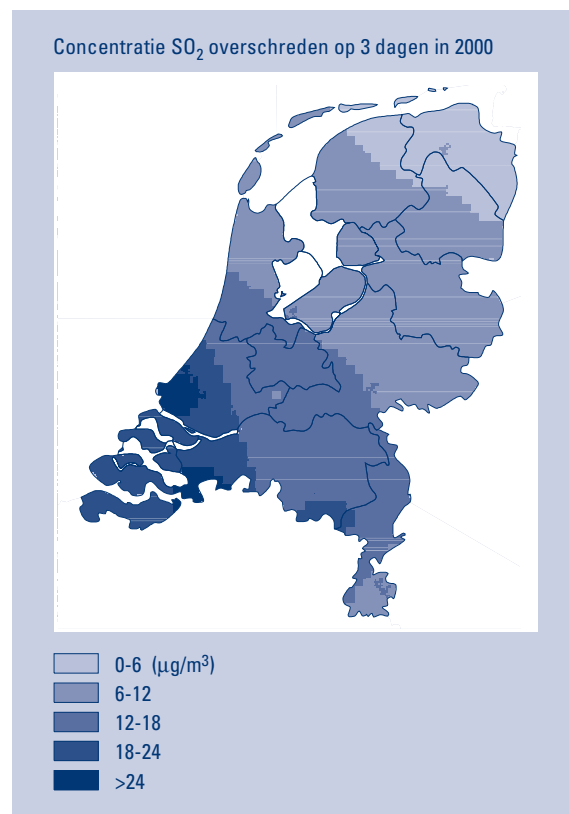 Concentratie SO₂ overschreden op 3 dagen in 2000
0-6 (µg/m³)
6-12
12-18
18-24
>24